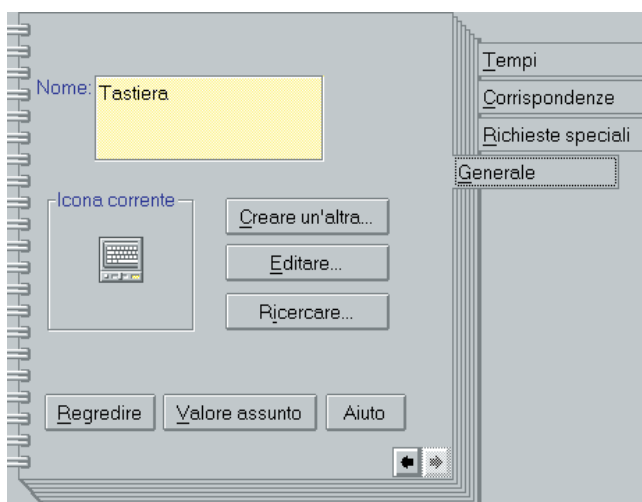 Nome:
Tastiera
Icona corrente
Creare un'altra...
Editare...
Ricercare...
Regredire
Valore assunto
Aiuto
Tempi
Corrispondenze
Richieste speciali
Generale